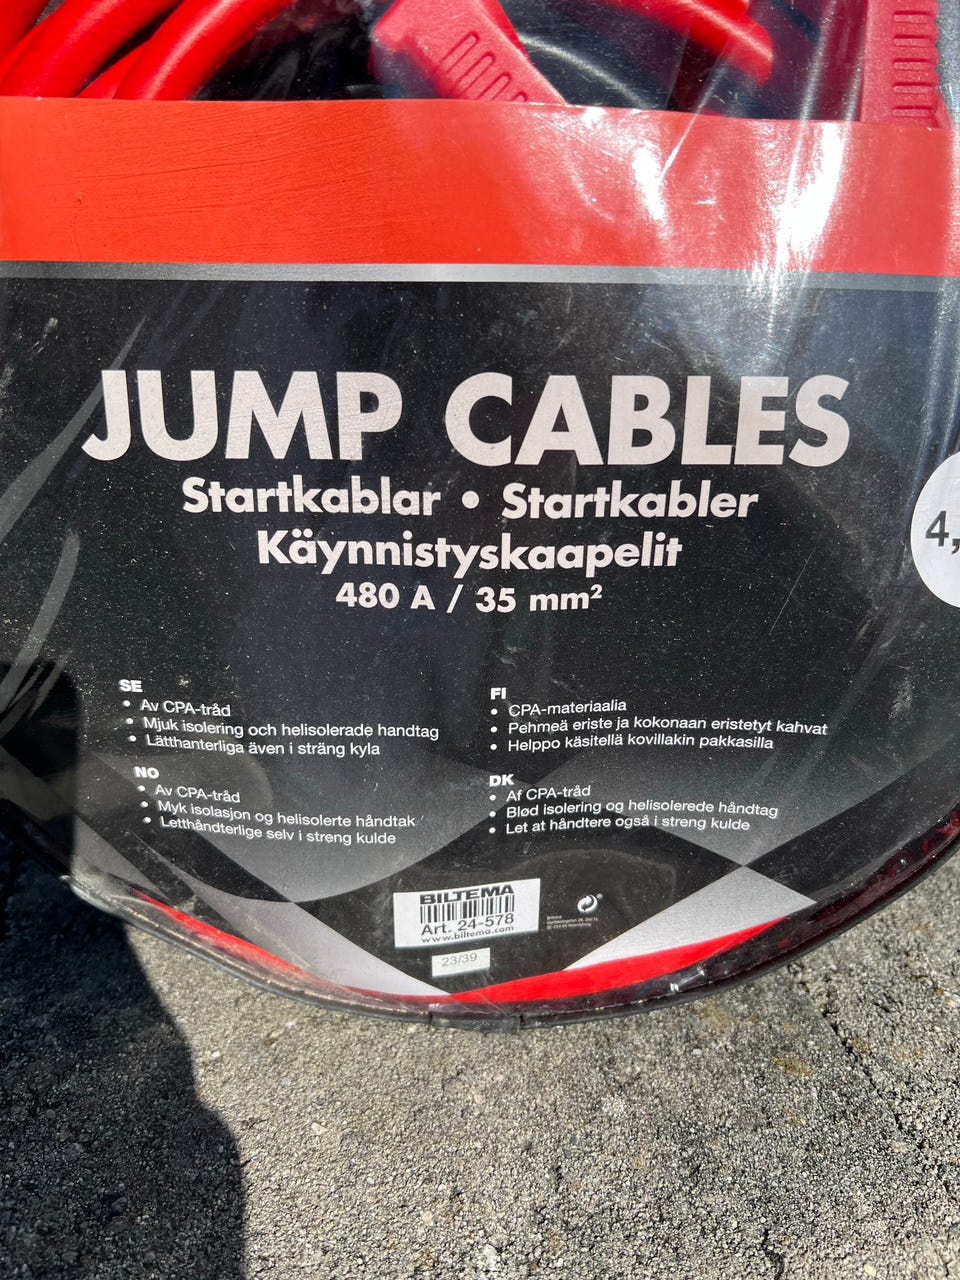 JUMP CABLES
Startkablar • Startkabler
Käynnistyskaapelit
480 A / 35 mm²
4,
SE
• Av CPA-tråd
• Mjuk isolering och helisolerade handtag
• Lätthanterliga även i sträng kyla
NO
• Av CPA-tråd
• Myk isolasjon og helisolerte håndtak
• Letthåndterlige selv i streng kulde
FI
• CPA-materiaalia
• Pehmeä eriste ja kokonaan eristetyt kahvat
• Helppo käsitellä kovillakin pakkasilla
DK
• Af CPA-tråd
• Blød isolering og helisolerede håndtag
• Let at håndtere også i streng kulde
BILTEMA
Art. 24-578
www.biltema.com
23/39
Biltema